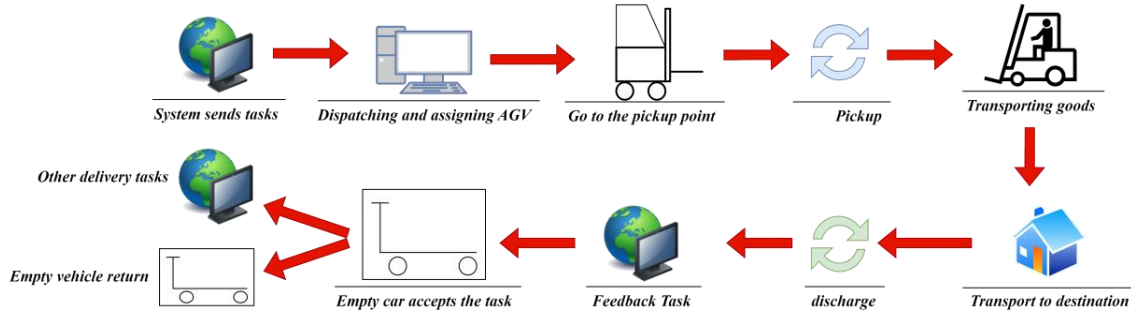 System sends tasks
Dispatching and assigning AGV
Go to the pickup point
Pickup
Transporting goods
Other delivery tasks
Empty vehicle return
Empty car accepts the task
Feedback Task
discharge
Transport to destination